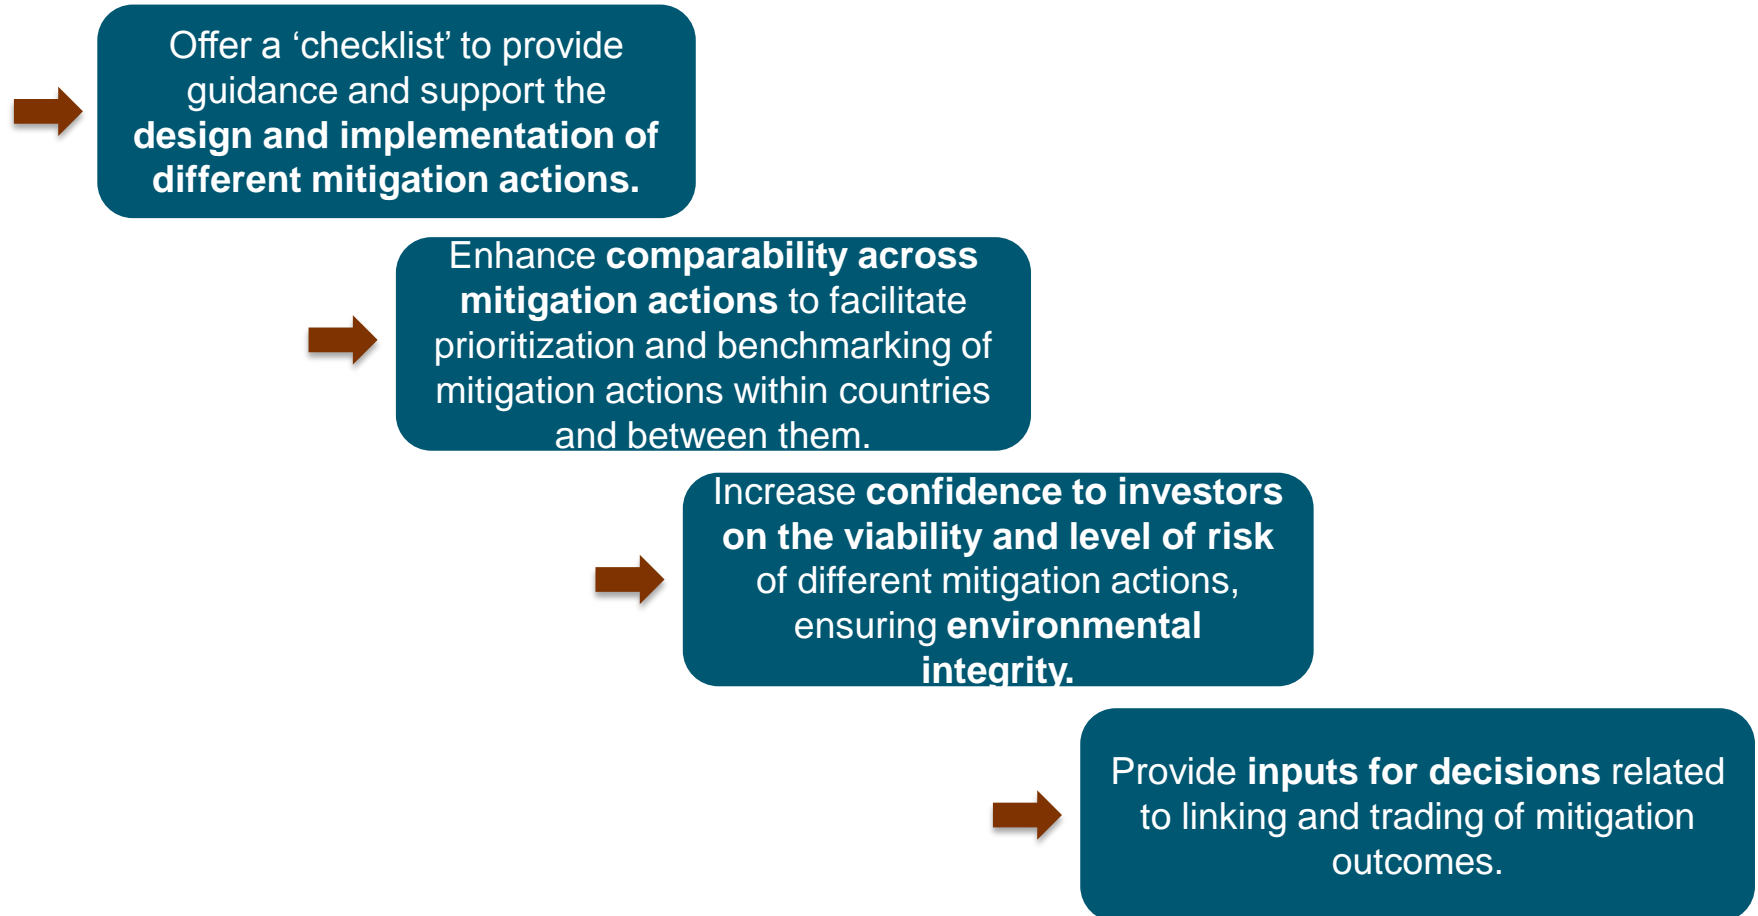 Offer a ‘checklist’ to provide
guidance and support the
design and implementation of
different mitigation actions.
Enhance comparability across
mitigation actions to facilitate
prioritization and benchmarking of
mitigation actions within countries
and between them.
Increase confidence to investors
on the viability and level of risk
of different mitigation actions,
ensuring environmental
integrity.
Provide inputs for decisions related
to linking and trading of mitigation
outcomes.